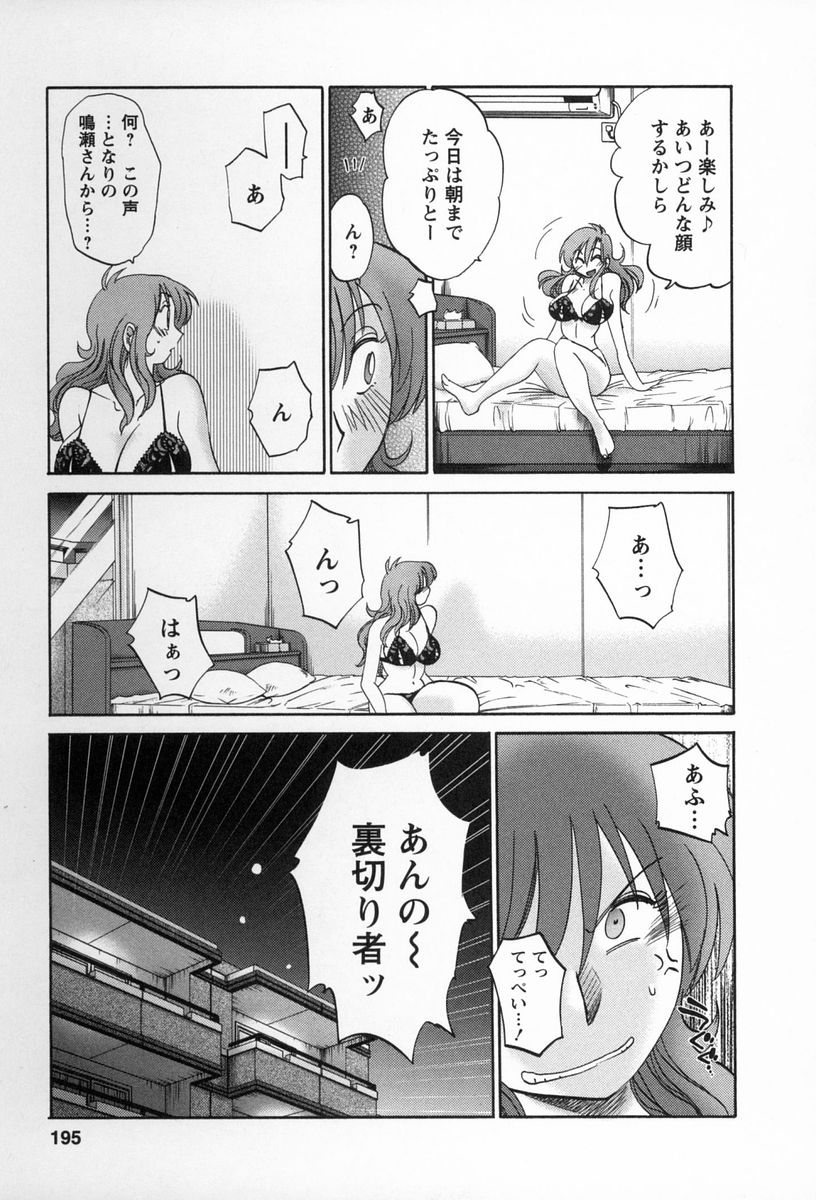 あー楽しみ♪
あいつどんな顔
するかしら
今日は朝まで
たっぷりとー
あ
ん?
ー
あ
何? この声
…となりの
鳴瀬さんから…?
ん
あ…っ
んっ
はぁっ
あふ…
てっ
てっぺい…!
あんの〜
裏切り者ッ
195